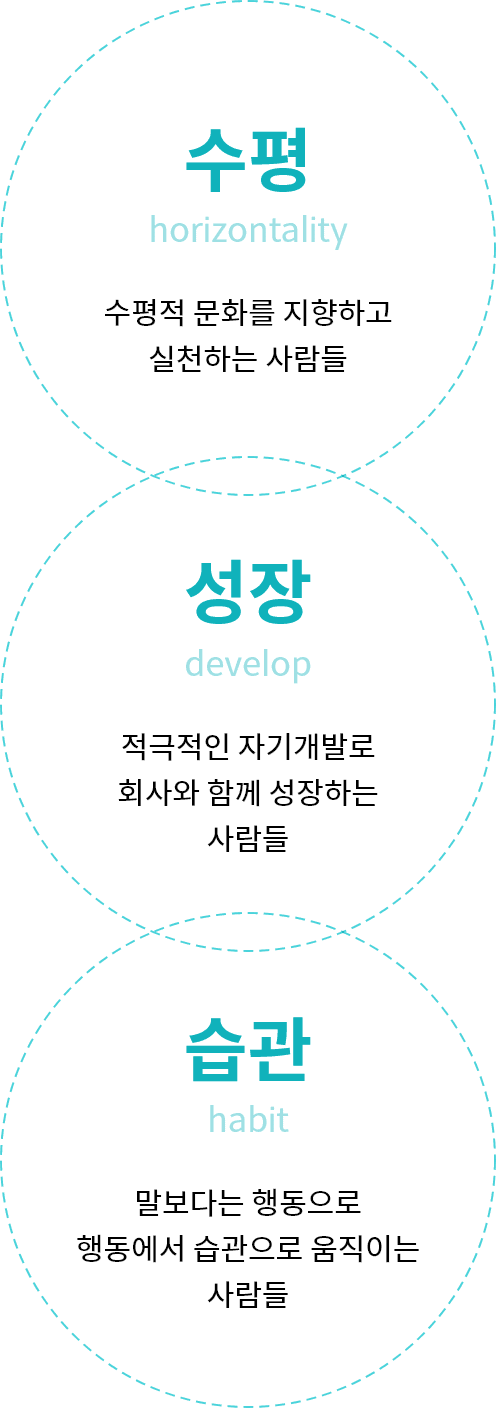 수평
horizontality
수평적 문화를 지향하고
실천하는 사람들
성장
develop
적극적인 자기개발로
회사와 함께 성장하는
사람들
습관
habit
말보다는 행동으로
행동에서 습관으로 움직이는
사람들